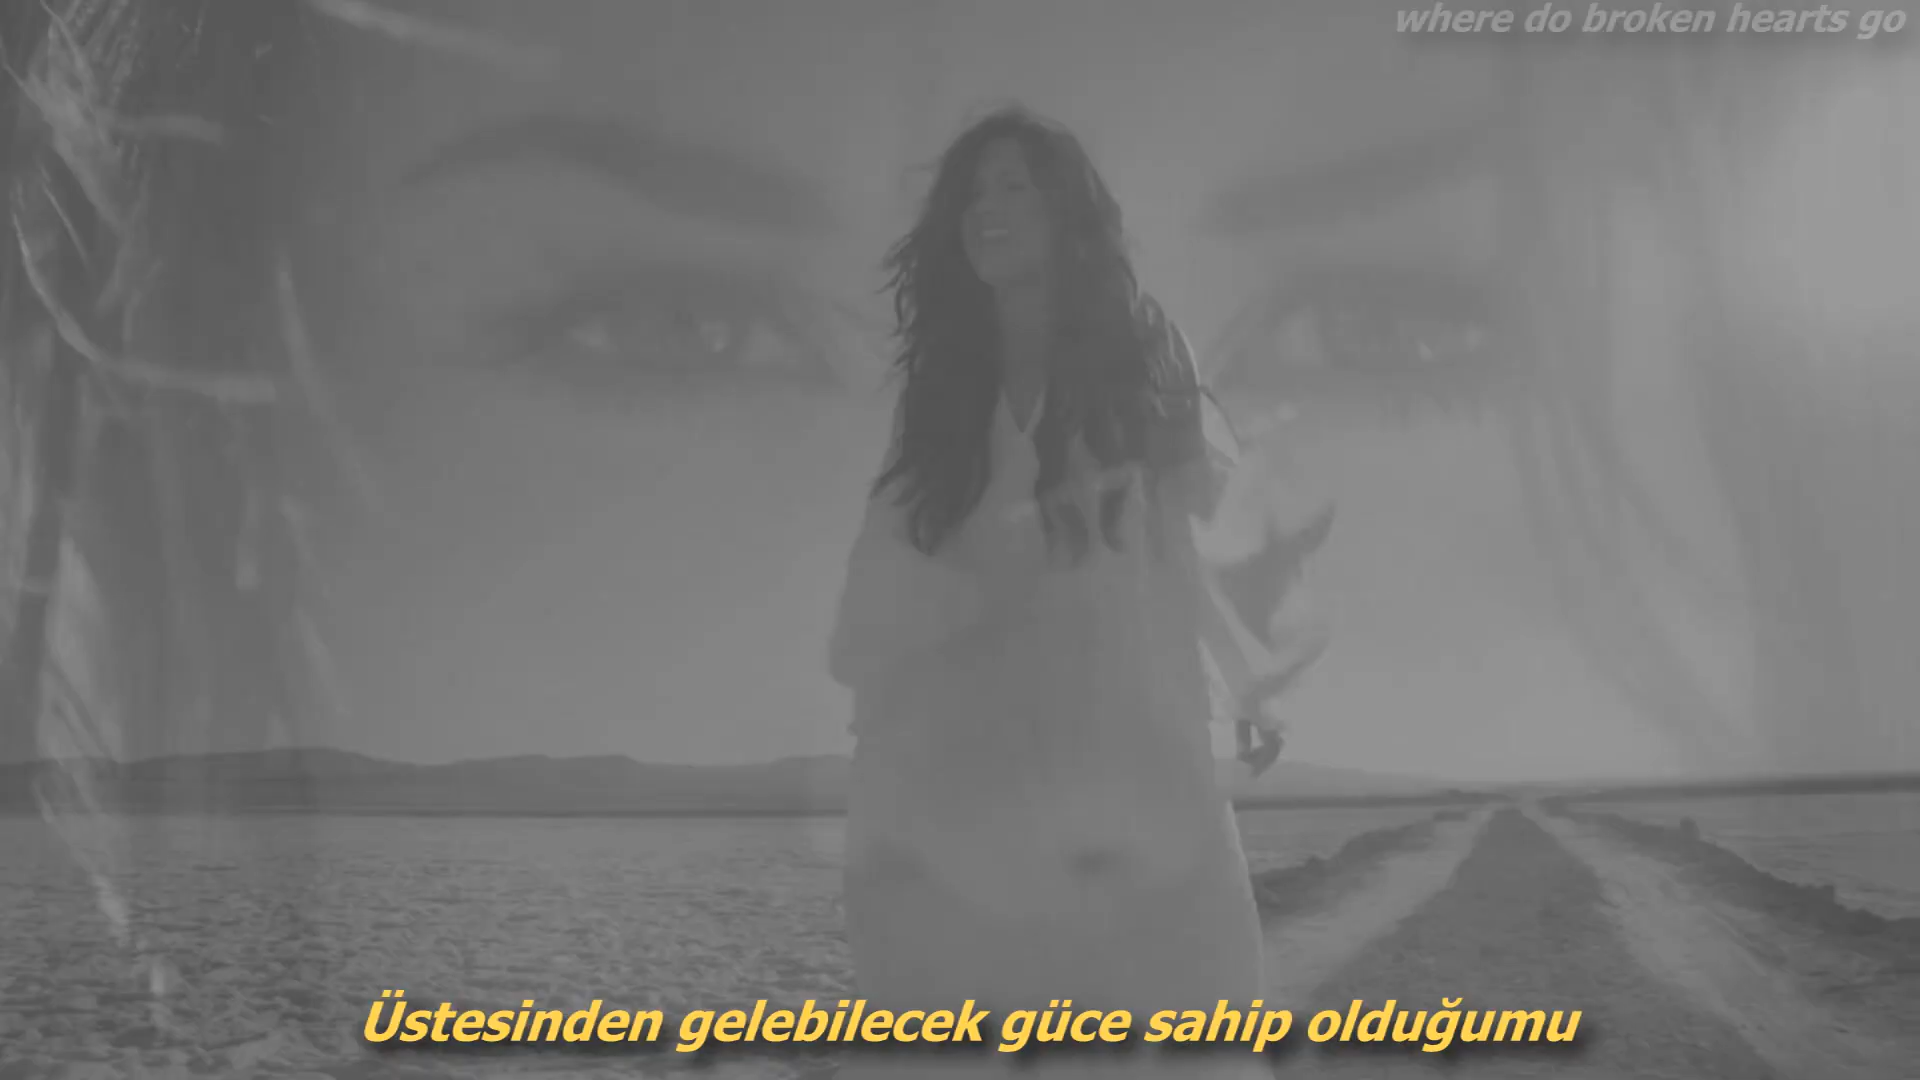 where do broken hearts go
Üstesinden gelebilecek güce sahip olduğumu